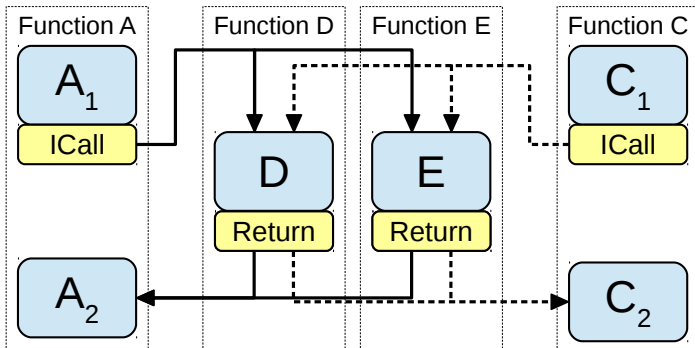 Function A
Function D
Function E
Function C
A1
ICall
C1
ICall
D
Return
E
Return
A2
C2